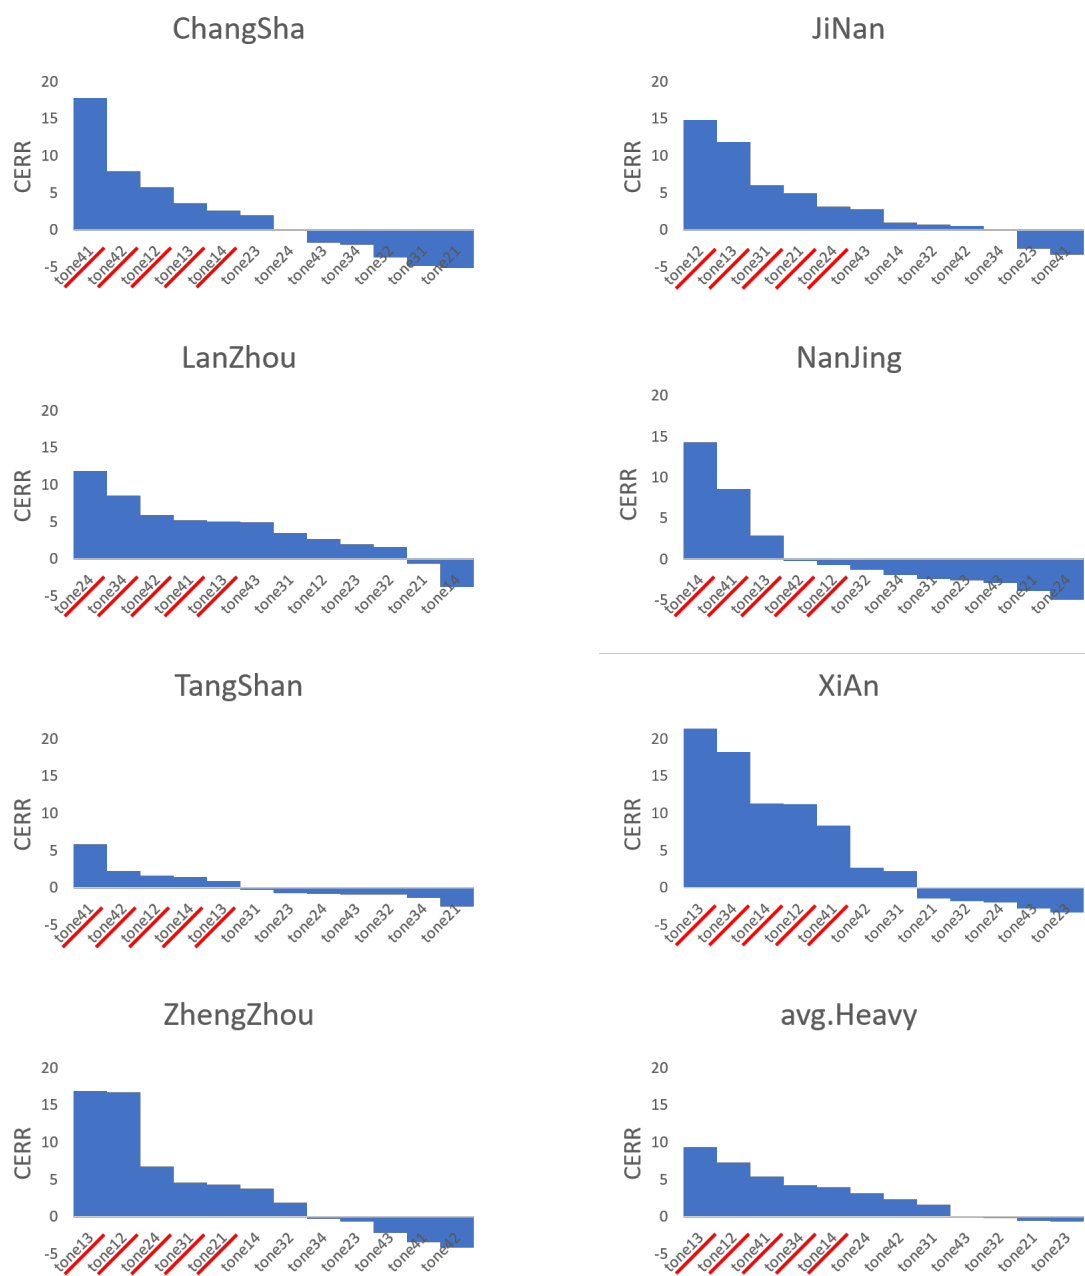 ChangSha
20
15
10
5
0
-5
CERR
tone41 tone42 tone12 tone13 tone14 tone23 tone24 tone43 tone34 tone32 tone31 tone21
JiNan
20
15
10
5
0
-5
CERR
tone12 tone13 tone31 tone21 tone24 tone43 tone14 tone32 tone42 tone34 tone23 tone41
LanZhou
20
15
10
5
0
-5
CERR
tone24 tone34 tone42 tone41 tone13 tone43 tone31 tone12 tone23 tone32 tone21 tone14
NanJing
20
15
10
5
0
-5
CERR
tone14 tone41 tone13 tone42 tone12 tone32 tone34 tone31 tone23 tone43 tone21 tone24
TangShan
20
15
10
5
0
-5
CERR
tone41 tone42 tone12 tone14 tone13 tone31 tone23 tone24 tone43 tone32 tone34 tone21
XiAn
20
15
10
5
0
-5
CERR
tone13 tone34 tone14 tone12 tone41 tone42 tone31 tone21 tone32 tone24 tone43 tone23
ZhengZhou
20
15
10
5
0
-5
CERR
tone13 tone12 tone24 tone31 tone21 tone14 tone32 tone34 tone23 tone43 tone41 tone42
avg.Heavy
20
15
10
5
0
-5
CERR
tone13 tone12 tone41 tone34 tone14 tone24 tone42 tone31 tone43 tone32 tone21 tone23